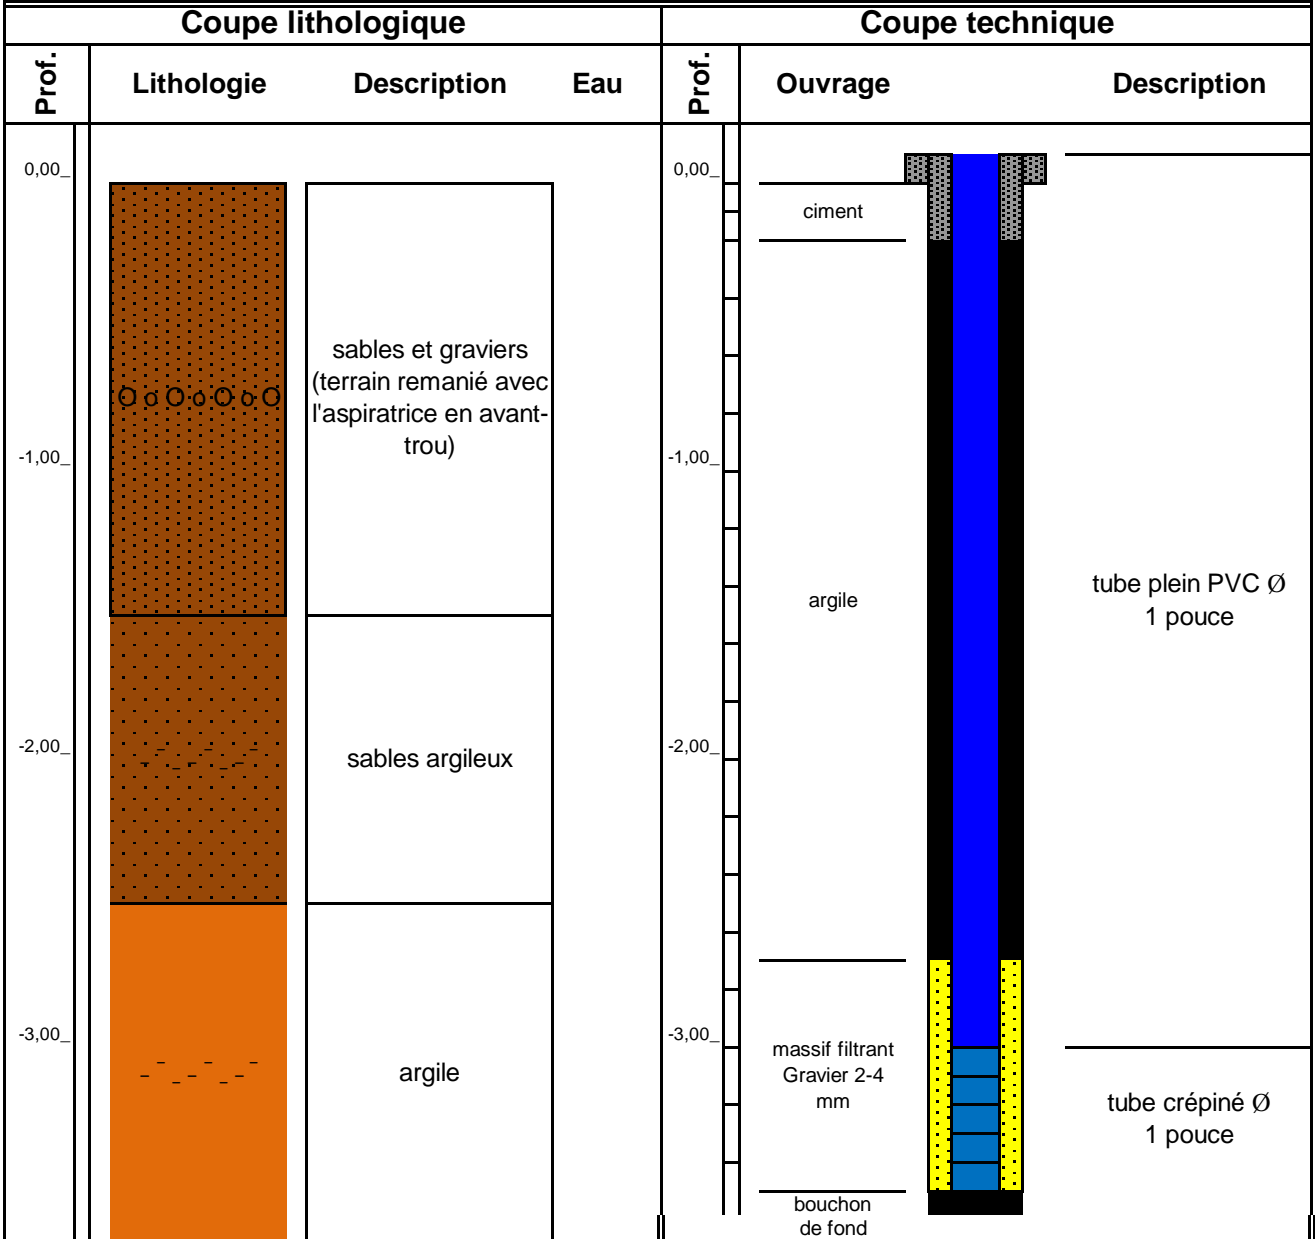 Coupe lithologique
Coupe technique
Prof.
Lithologie
Description
Eau
Prof.
Ouvrage
Description
0,00_
-1,00_
-2,00_
-3,00_
O o O o O o O
sables et graviers
(terrain remanié avec
l'aspiratrice en avant-
trou)
sables argileux
argile
0,00_
-1,00_
-2,00_
-3,00_
ciment
argile
massif filtrant
Gravier 2-4
mm
bouchon
de fond
tube plein PVC Ø
1 pouce
tube crépiné Ø
1 pouce